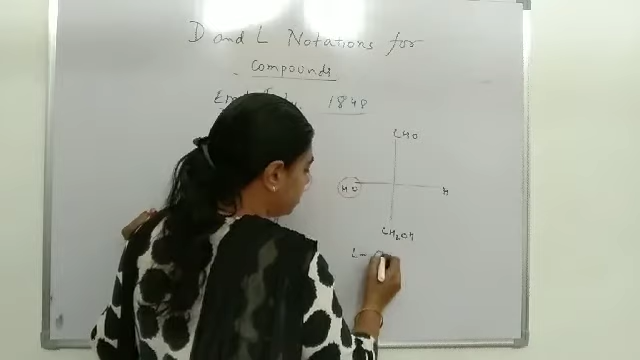 D and L Notations for
Compounds
1848
CHO
HO H
CH2OH
L-